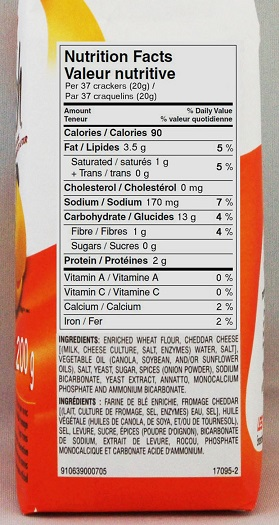 Nutrition Facts
Valeur nutritive
Per 37 crackers (20g) /
Par 37 craquelins (20g)
Amount % Daily Value
Teneur % valeur quotidienne
Calories / Calories 90
Fat / Lipides 3.5 g 5 %
Saturated / saturés 1 g
+ Trans / trans 0 g 5 %
Cholesterol / Cholestérol 0 mg
Sodium / Sodium 170 mg 7 %
Carbohydrate / Glucides 13 g 4 %
Fibre / Fibres 1 g 4 %
Sugars / Sucres 0 g
Protein / Protéines 2 g
Vitamin A / Vitamine A 0 %
Vitamin C / Vitamine C 0 %
Calcium / Calcium 2 %
Iron / Fer 2 %
INGREDIENTS: ENRICHED WHEAT FLOUR, CHEDDAR CHEESE
[(MILK, CHEESE CULTURE, SALT, ENZYMES) WATER, SALT],
VEGETABLE OIL (CANOLA, SOYBEAN, AND/OR SUNFLOWER
OILS), SALT, YEAST, SUGAR, SPICES (ONION POWDER), SODIUM
BICARBONATE, YEAST EXTRACT, ANNATTO, MONOCALCIUM
PHOSPHATE AND AMMONIUM BICARBONATE.
INGRÉDIENTS : FARINE DE BLÉ ENRICHIE, FROMAGE CHEDDAR
[(LAIT, CULTURE DE FROMAGE, SEL, ENZYMES) EAU, SEL], HUILE
VÉGÉTALE (HUILES DE CANOLA, DE SOYA, ET/OU DE TOURNESOL),
SEL, LEVURE, SUCRE, ÉPICES (POUDRE D'OIGNON), BICARBONATE
DE SODIUM, EXTRAIT DE LEVURE, ROCOU, PHOSPHATE
MONOCALCIQUE ET CARBONATE ACIDE D'AMMONIUM.
910639000705 17095-2
200 g